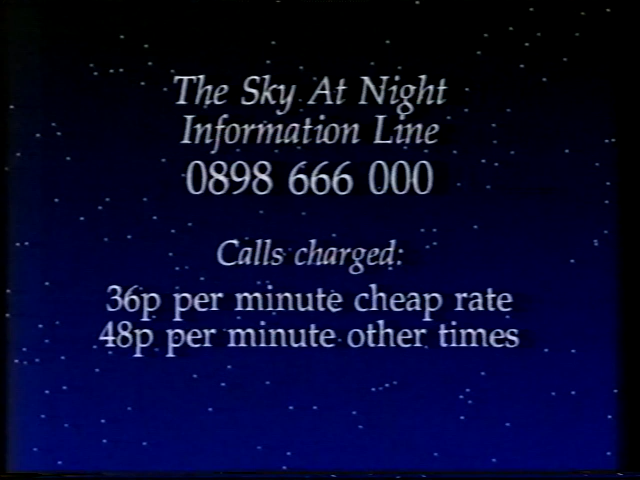 The Sky At Night
Information Line
0898 666 000
Calls charged:
36p per minute cheap rate
48p per minute other times